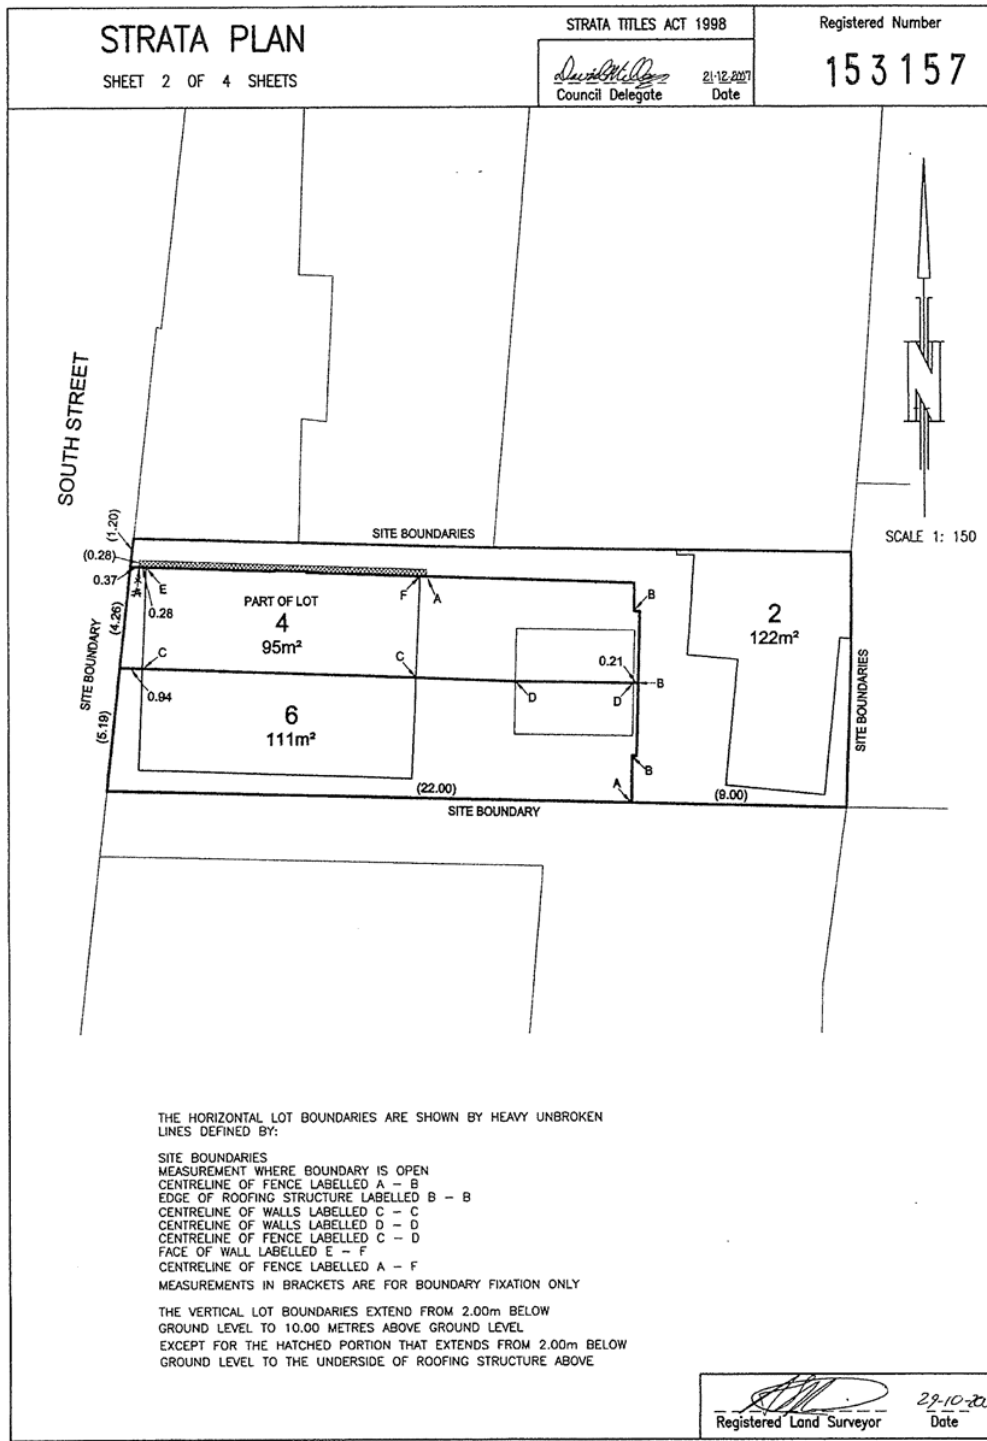 STRATA PLAN
SHEET 2 OF 4 SHEETS
STRATA TITLES ACT 1998
21-12-2007
Council Delegate Date
Registered Number
153157
SOUTH STREET
SCALE 1: 150
SITE BOUNDARIES
(1.20)
(0.28)
0.37
E
0.28
F
A
B
PART OF LOT
4
95m²
2
122m²
(4.26)
SITE BOUNDARY
C
C
0.21
B
D
D
0.94
SITE BOUNDARIES
(5.19)
6
111m²
B
A
(22.00)
(9.00)
SITE BOUNDARY
THE HORIZONTAL LOT BOUNDARIES ARE SHOWN BY HEAVY UNBROKEN
LINES DEFINED BY:
SITE BOUNDARIES
MEASUREMENT WHERE BOUNDARY IS OPEN
CENTRELINE OF FENCE LABELLED A – B
EDGE OF ROOFING STRUCTURE LABELLED B – B
CENTRELINE OF WALLS LABELLED C – C
CENTRELINE OF WALLS LABELLED D – D
CENTRELINE OF FENCE LABELLED C – D
FACE OF WALL LABELLED E – F
CENTRELINE OF FENCE LABELLED A – F
MEASUREMENTS IN BRACKETS ARE FOR BOUNDARY FIXATION ONLY
THE VERTICAL LOT BOUNDARIES EXTEND FROM 2.00m BELOW
GROUND LEVEL TO 10.00 METRES ABOVE GROUND LEVEL
EXCEPT FOR THE HATCHED PORTION THAT EXTENDS FROM 2.00m BELOW
GROUND LEVEL TO THE UNDERSIDE OF ROOFING STRUCTURE ABOVE
29-10-20
Registered Land Surveyor Date